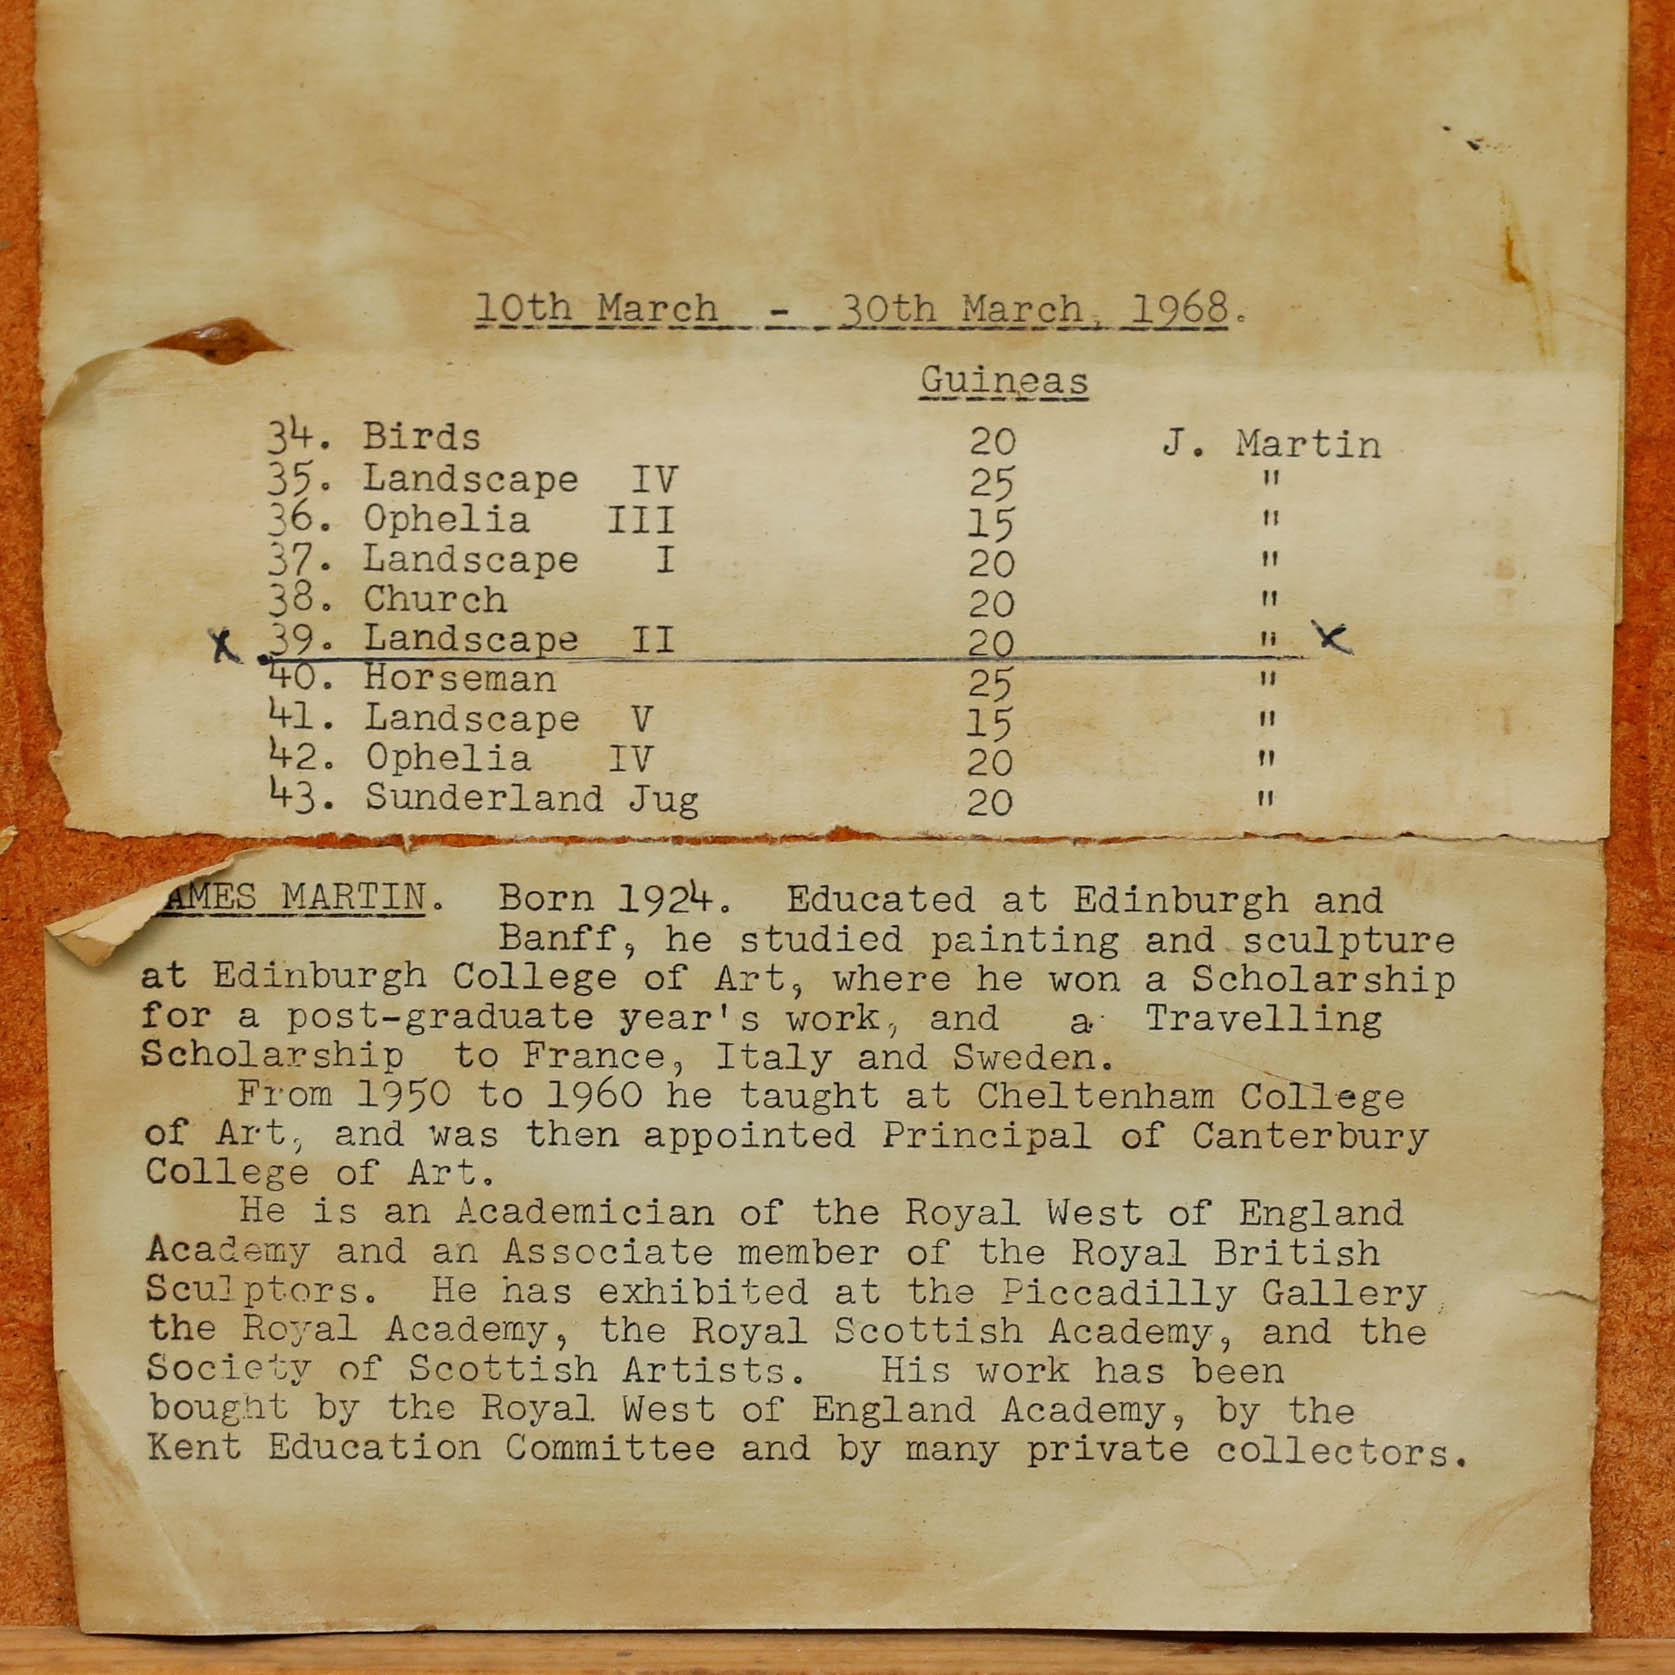 10th March - 30th March, 1968.
Guineas
34. Birds 20 J. Martin
35. Landscape IV 25 "
36. Ophelia III 15 "
37. Landscape I 20 "
38. Church 20 "
X 39. Landscape II 20 " X
40. Horseman 25 "
41. Landscape V 15 "
42. Ophelia IV 20 "
43. Sunderland Jug 20 "
AMES MARTIN. Born 1924. Educated at Edinburgh and
Banff, he studied painting and sculpture
at Edinburgh College of Art, where he won a Scholarship
for a post-graduate year's work, and a Travelling
Scholarship to France, Italy and Sweden.
From 1950 to 1960 he taught at Cheltenham College
of Art, and was then appointed Principal of Canterbury
College of Art.
He is an Academician of the Royal West of England
Academy and an Associate member of the Royal British
Sculptors. He has exhibited at the Piccadilly Gallery,
the Royal Academy, the Royal Scottish Academy, and the
Society of Scottish Artists. His work has been
bought by the Royal West of England Academy, by the
Kent Education Committee and by many private collectors.